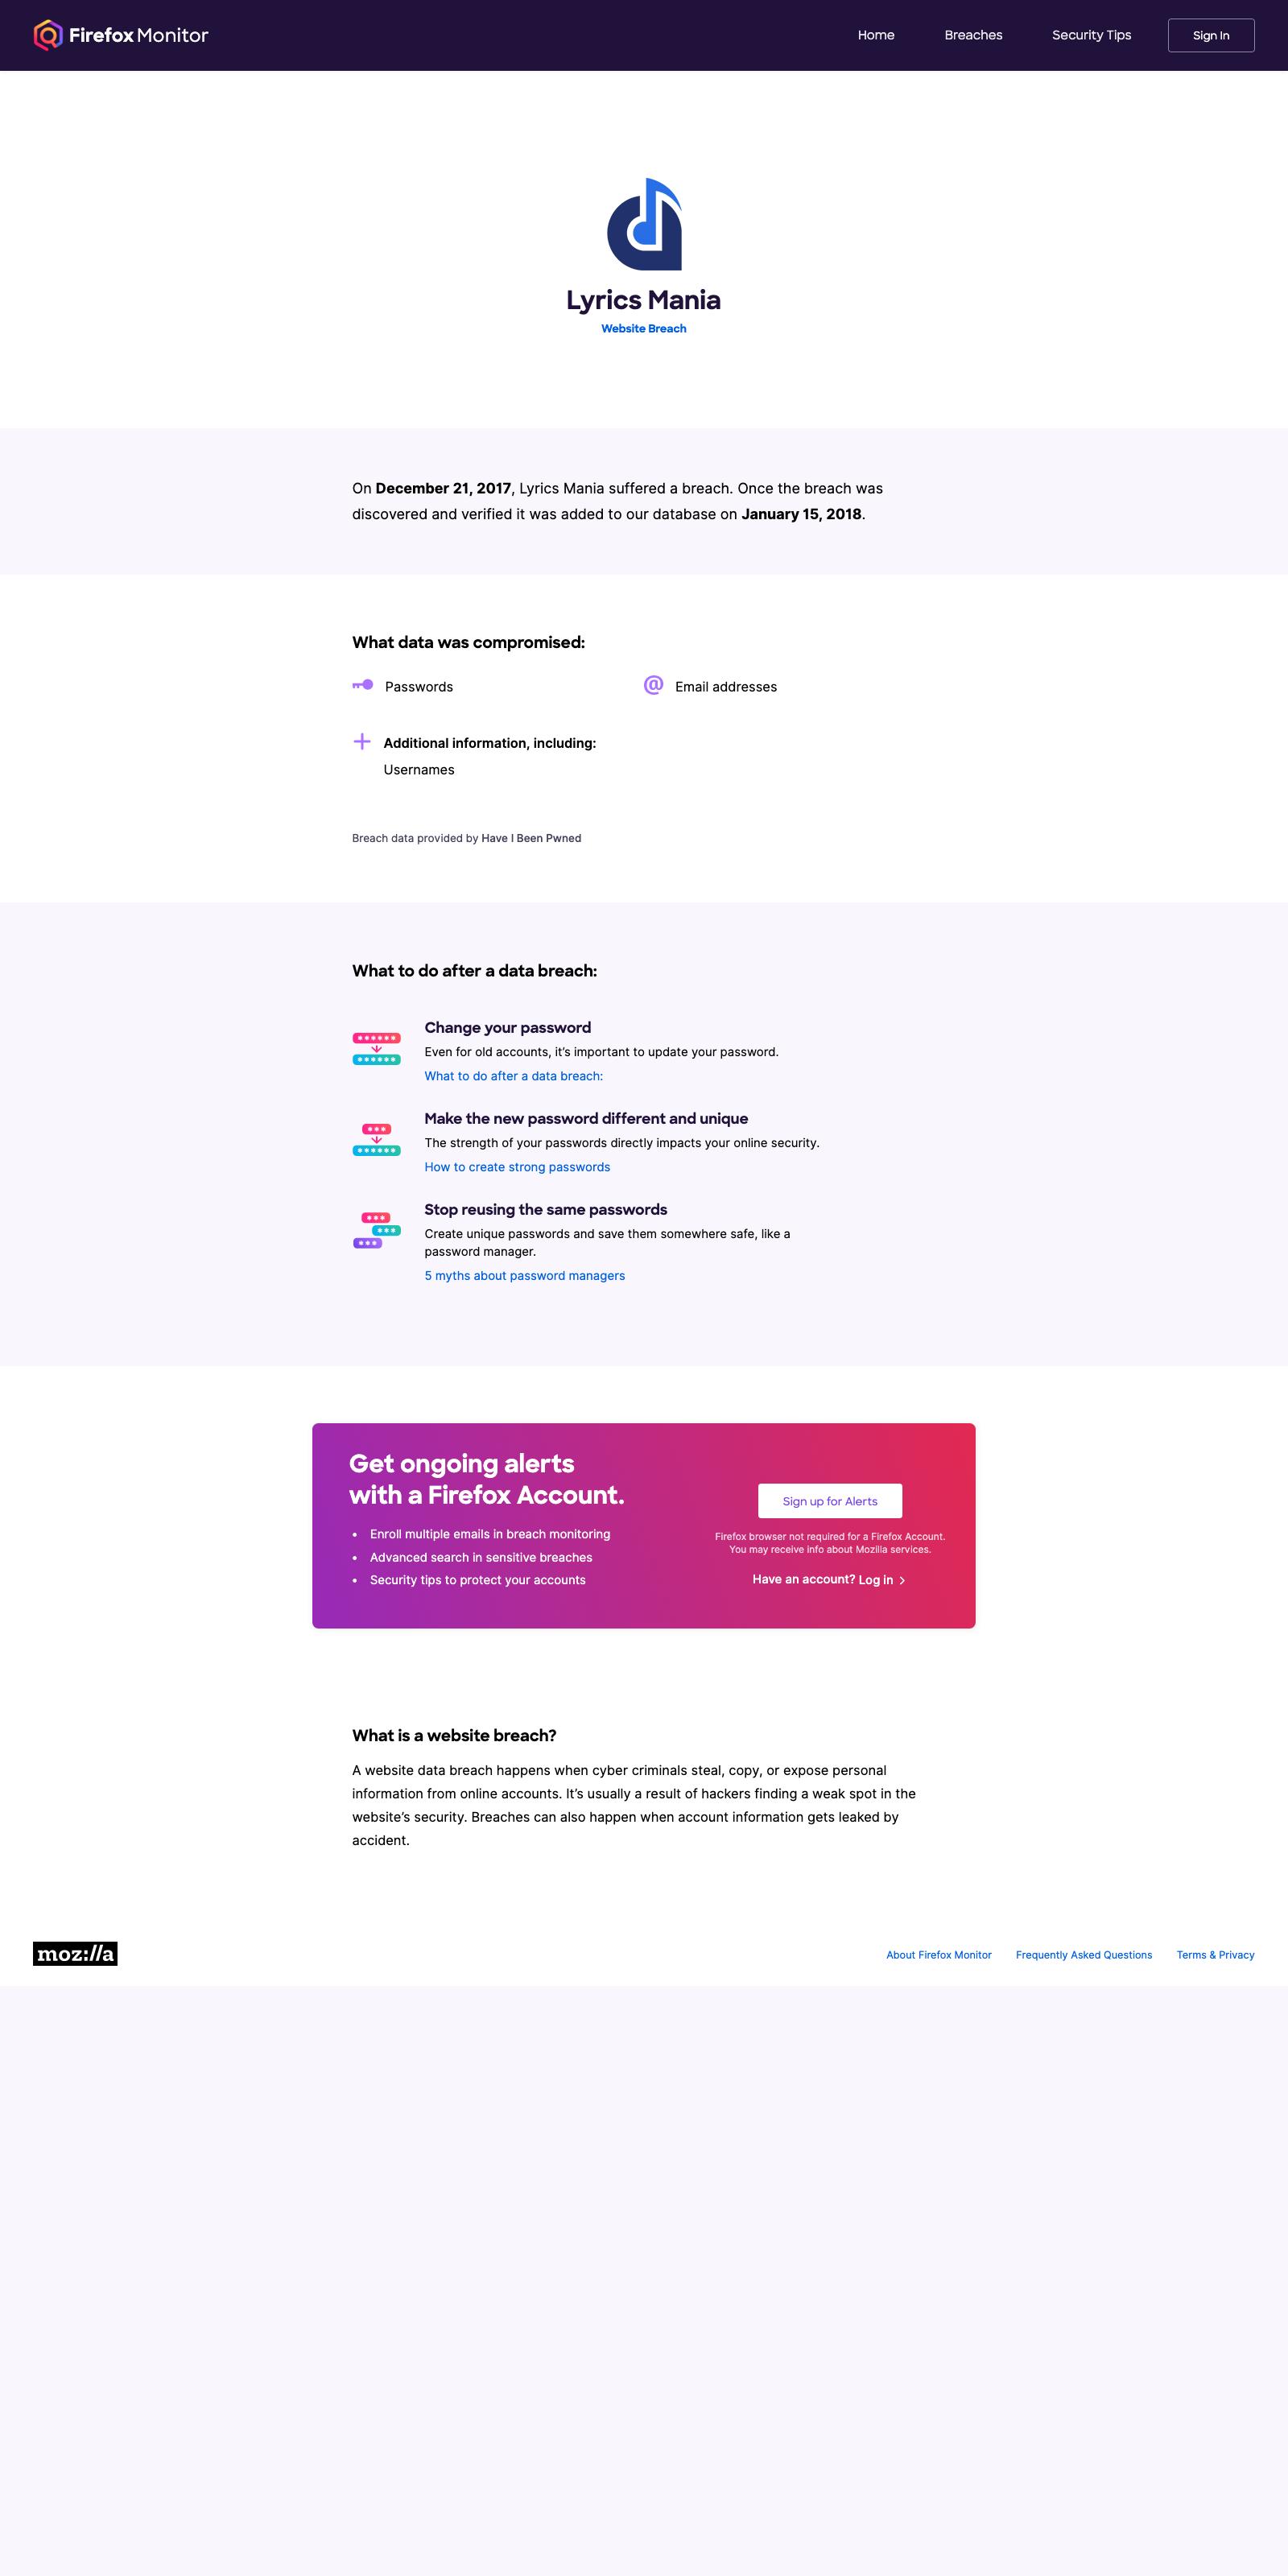 Firefox Monitor
Home
Breaches
Security Tips
Sign In
Lyrics Mania
Website Breach
On December 21, 2017, Lyrics Mania suffered a breach. Once the breach was
discovered and verified it was added to our database on January 15, 2018.
What data was compromised:
Passwords
@ Email addresses
Additional information, including:
Usernames
Breach data provided by Have I Been Pwned
What to do after a data breach:
Change your password
Even for old accounts, it’s important to update your password.
What to do after a data breach:
Make the new password different and unique
The strength of your passwords directly impacts your online security.
How to create strong passwords
Stop reusing the same passwords
Create unique passwords and save them somewhere safe, like a
password manager.
5 myths about password managers
Get ongoing alerts
with a Firefox Account.
• Enroll multiple emails in breach monitoring
• Advanced search in sensitive breaches
• Security tips to protect your accounts
Sign up for Alerts
Firefox browser not required for a Firefox Account.
You may receive info about Mozilla services.
Have an account? Log in
What is a website breach?
A website data breach happens when cyber criminals steal, copy, or expose personal
information from online accounts. It’s usually a result of hackers finding a weak spot in the
website’s security. Breaches can also happen when account information gets leaked by
accident.
moz://a
About Firefox Monitor
Frequently Asked Questions
Terms & Privacy